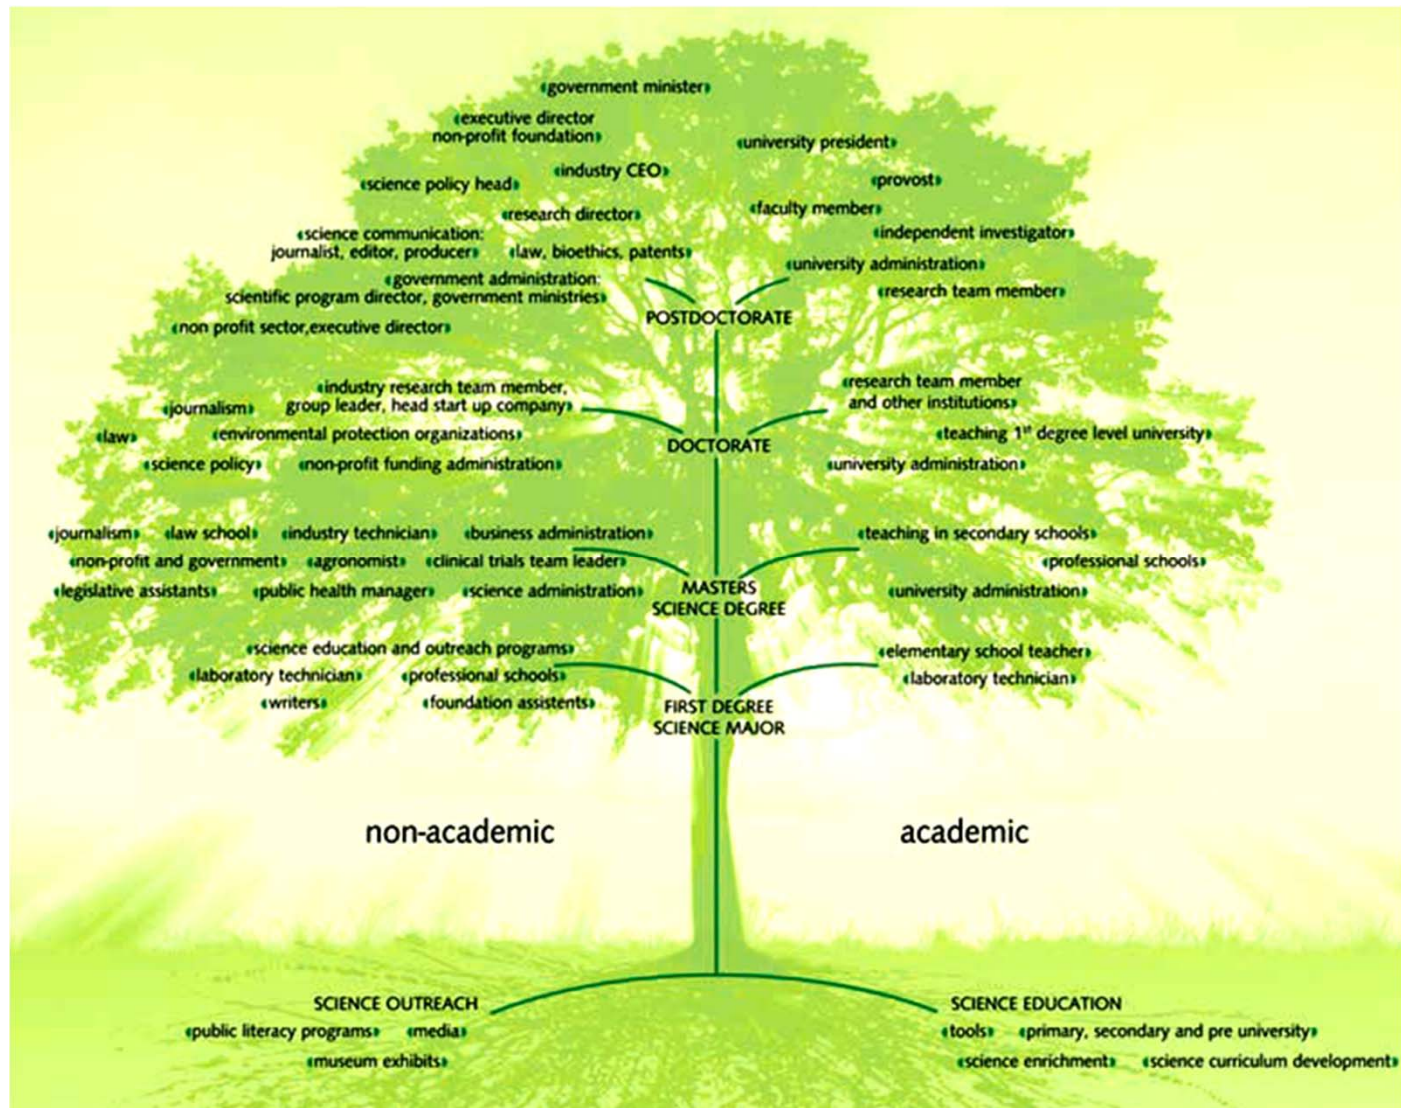 government minister
executive director
non-profit foundation
university president
industry CEO
provost
science policy head
faculty member
research director
independent investigator
science communication:
journalist, editor, producer
law, bioethics, patents
university administration
government administration:
scientific program director, government ministries
research team member
POSTDOCTORATE
non profit sector,executive director
industry research team member,
group leader, head start up company
research team member
and other institutions
journalism
law
environmental protection organizations
teaching 1st degree level university
DOCTORATE
science policy
non-profit funding administration
university administration
journalism
law school
industry technician
business administration
teaching in secondary schools
non-profit and government
agronomist
clinical trials team leader
professional schools
MASTERS
SCIENCE DEGREE
legislative assistants
public health manager
science administration
university administration
science education and outreach programs
elementary school teacher
laboratory technician
professional schools
laboratory technician
writers
foundation assistents
FIRST DEGREE
SCIENCE MAJOR
non-academic
academic
SCIENCE OUTREACH
public literacy programs
media
museum exhibits
SCIENCE EDUCATION
tools
primary, secondary and pre university
science enrichment
science curriculum development